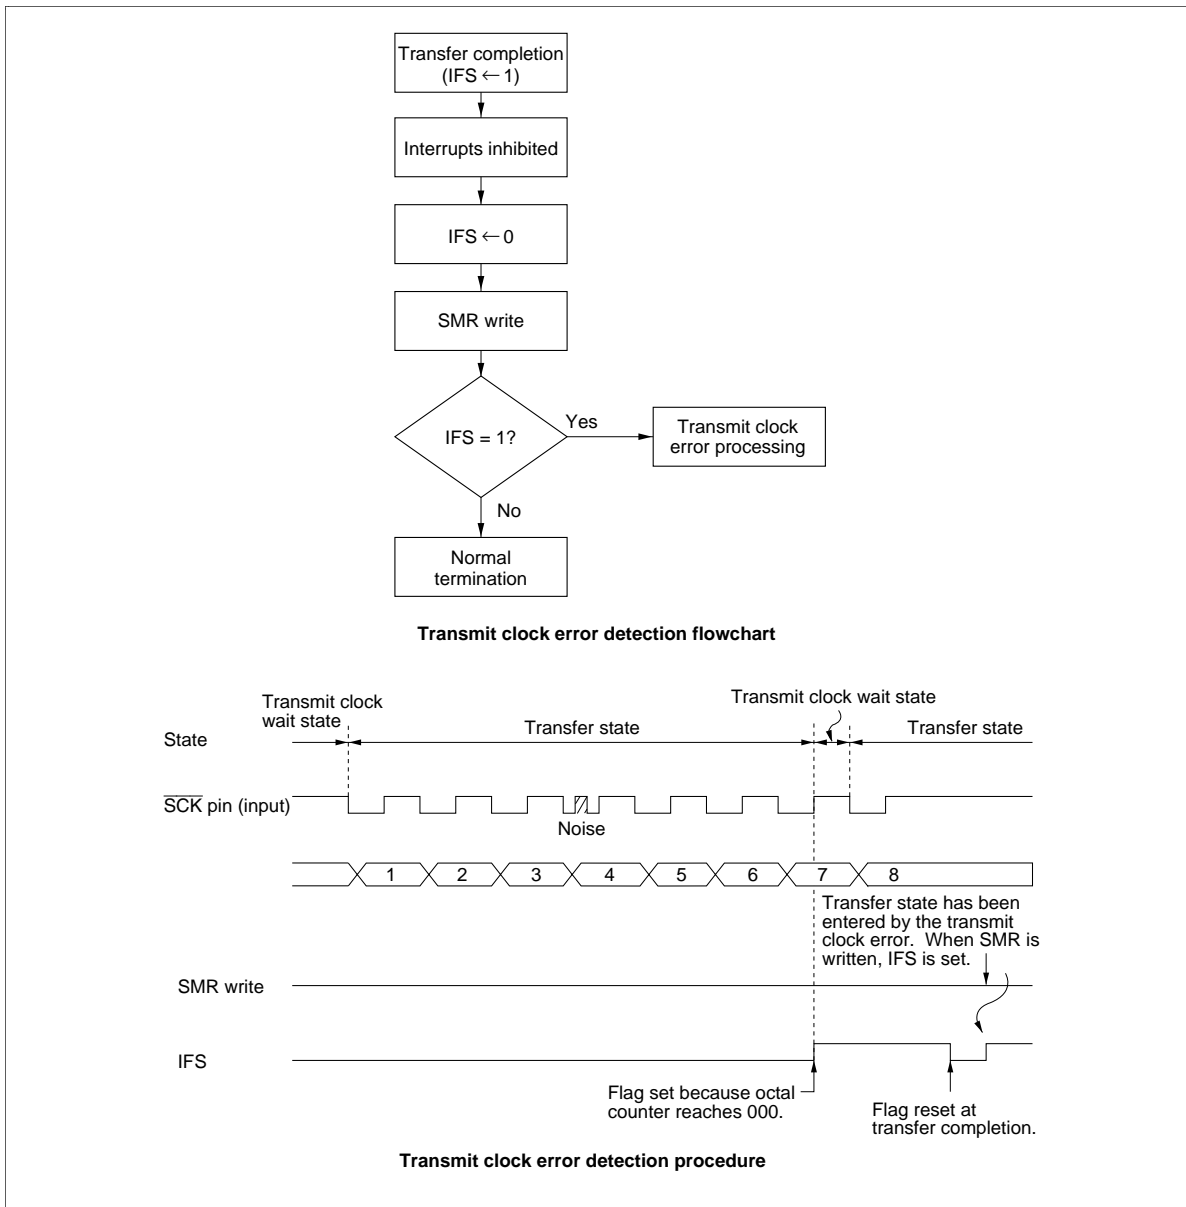 Transfer completion
(IFS ← 1)
Interrupts inhibited
IFS ← 0
SMR write
IFS = 1?
Yes
Transmit clock
error processing
No
Normal
termination
Transmit clock error detection flowchart
Transmit clock
wait state
Transmit clock wait state
State
Transfer state
Transfer state
SCK pin (input)
Noise
1 2 3 4 5 6 7 8
Transfer state has been
entered by the transmit
clock error. When SMR is
written, IFS is set.
SMR write
IFS
Flag set because octal
counter reaches 000.
Flag reset at
transfer completion.
Transmit clock error detection procedure